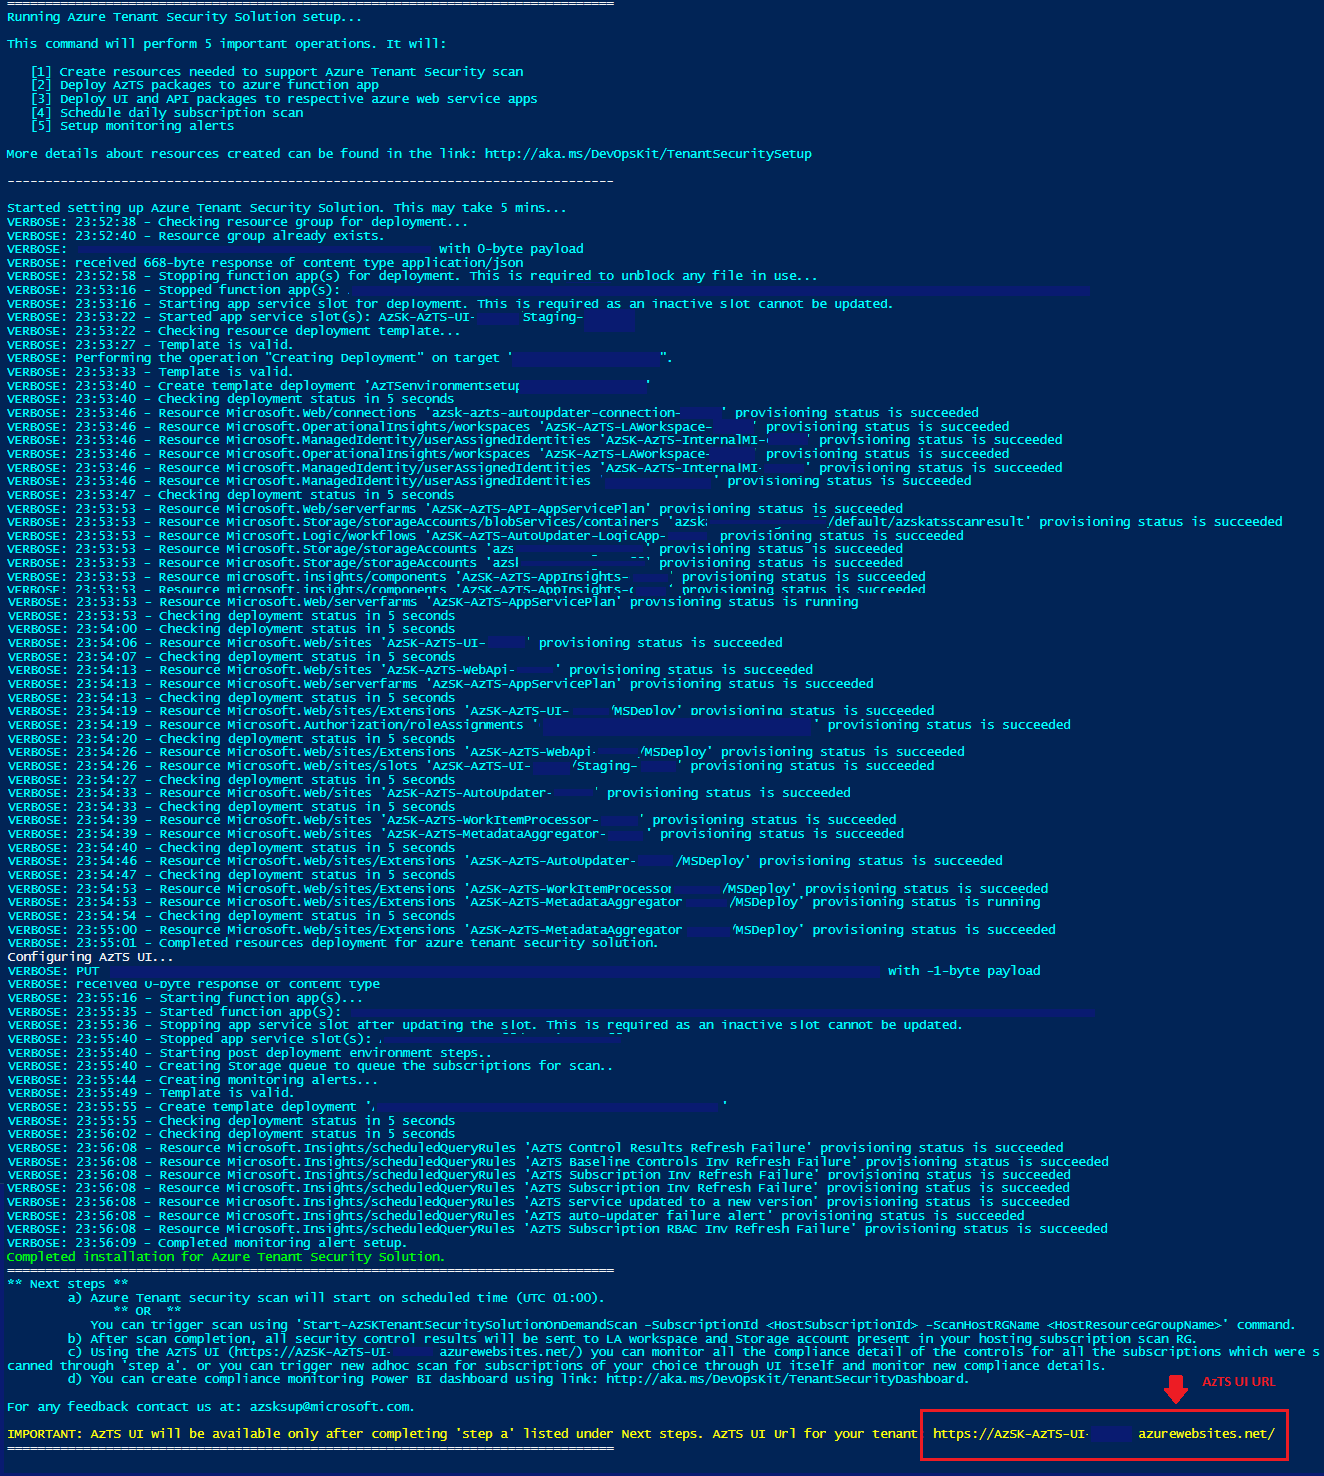 ================================================================================
Running Azure Tenant Security Solution setup...
This command will perform 5 important operations. It will:
[1] Create resources needed to support Azure Tenant Security scan
[2] Deploy AzTS packages to azure function app
[3] Deploy UI and API packages to respective azure web service apps
[4] Schedule daily subscription scan
[5] Setup monitoring alerts
More details about resources created can be found in the link: http://aka.ms/DevOpsKit/TenantSecuritySetup
--------------------------------------------------------------------------------
Started setting up Azure Tenant Security Solution. This may take 5 mins...
VERBOSE: 23:52:38 - Checking resource group for deployment...
VERBOSE: 23:52:40 - Resource group already exists.
VERBOSE: with 0-byte payload
VERBOSE: received 668-byte response of content type application/json
VERBOSE: 23:52:58 - Stopping function app(s) for deployment. This is required to unblock any file in use...
VERBOSE: 23:53:16 - Stopped function app(s):
VERBOSE: 23:53:16 - Starting app service slot for deployment. This is required as an inactive slot cannot be updated.
VERBOSE: 23:53:22 - Started app service slot(s): AzSK-AzTS-UI- Staging-
VERBOSE: 23:53:22 - Checking resource deployment template...
VERBOSE: 23:53:27 - Template is valid.
VERBOSE: Performing the operation "Creating Deployment" on target " ".
VERBOSE: 23:53:33 - Template is valid.
VERBOSE: 23:53:40 - Create template deployment 'AzTSenvironmentsetup '
VERBOSE: 23:53:40 - Checking deployment status in 5 seconds
VERBOSE: 23:53:46 - Resource Microsoft.Web/connections 'azsk-azts-autoupdater-connection- ' provisioning status is succeeded
VERBOSE: 23:53:46 - Resource Microsoft.OperationalInsights/workspaces 'AzSK-AzTS-LAWorkspace- ' provisioning status is succeeded
VERBOSE: 23:53:46 - Resource Microsoft.ManagedIdentity/userAssignedIdentities 'AzSK-AzTS-InternalMI- ' provisioning status is succeeded
VERBOSE: 23:53:46 - Resource Microsoft.OperationalInsights/workspaces 'AzSK-AzTS-LAWorkspace- ' provisioning status is succeeded
VERBOSE: 23:53:46 - Resource Microsoft.ManagedIdentity/userAssignedIdentities 'AzSK-AzTS-InternalMI- ' provisioning status is succeeded
VERBOSE: 23:53:46 - Resource Microsoft.ManagedIdentity/userAssignedIdentities ' ' provisioning status is succeeded
VERBOSE: 23:53:47 - Checking deployment status in 5 seconds
VERBOSE: 23:53:53 - Resource Microsoft.Web/serverfarms 'AzSK-AzTS-API-AppServicePlan' provisioning status is succeeded
VERBOSE: 23:53:53 - Resource Microsoft.Storage/storageAccounts/blobServices/containers 'azsk /default/azskatsscanresult' provisioning status is succeeded
VERBOSE: 23:53:53 - Resource Microsoft.Logic/workflows 'AzSK-AzTS-AutoUpdater-LogicApp- ' provisioning status is succeeded
VERBOSE: 23:53:53 - Resource Microsoft.Storage/storageAccounts 'azs ' provisioning status is succeeded
VERBOSE: 23:53:53 - Resource Microsoft.Storage/storageAccounts 'azsk ' provisioning status is succeeded
VERBOSE: 23:53:53 - Resource microsoft.insights/components 'AzSK-AzTS-AppInsights- ' provisioning status is succeeded
VERBOSE: 23:53:53 - Resource microsoft.insights/components 'AzSK-AzTS-AppInsights- ' provisioning status is succeeded
VERBOSE: 23:53:53 - Resource Microsoft.Web/serverfarms 'AzSK-AzTS-AppServicePlan' provisioning status is running
VERBOSE: 23:53:53 - Checking deployment status in 5 seconds
VERBOSE: 23:54:00 - Checking deployment status in 5 seconds
VERBOSE: 23:54:06 - Resource Microsoft.Web/sites 'AzSK-AzTS-UI- ' provisioning status is succeeded
VERBOSE: 23:54:07 - Checking deployment status in 5 seconds
VERBOSE: 23:54:13 - Resource Microsoft.Web/sites 'AzSK-AzTS-WebApi- ' provisioning status is succeeded
VERBOSE: 23:54:13 - Resource Microsoft.Web/serverfarms 'AzSK-AzTS-AppServicePlan' provisioning status is succeeded
VERBOSE: 23:54:13 - Checking deployment status in 5 seconds
VERBOSE: 23:54:19 - Resource Microsoft.Web/sites/Extensions 'AzSK-AzTS-UI- /MSDeploy' provisioning status is succeeded
VERBOSE: 23:54:19 - Resource Microsoft.Authorization/roleAssignments ' ' provisioning status is succeeded
VERBOSE: 23:54:20 - Checking deployment status in 5 seconds
VERBOSE: 23:54:26 - Resource Microsoft.Web/sites/Extensions 'AzSK-AzTS-WebApi- /MSDeploy' provisioning status is succeeded
VERBOSE: 23:54:26 - Resource Microsoft.Web/sites/slots 'AzSK-AzTS-UI- /Staging- ' provisioning status is succeeded
VERBOSE: 23:54:27 - Checking deployment status in 5 seconds
VERBOSE: 23:54:33 - Resource Microsoft.Web/sites 'AzSK-AzTS-AutoUpdater- ' provisioning status is succeeded
VERBOSE: 23:54:33 - Checking deployment status in 5 seconds
VERBOSE: 23:54:39 - Resource Microsoft.Web/sites 'AzSK-AzTS-WorkItemProcessor- ' provisioning status is succeeded
VERBOSE: 23:54:39 - Resource Microsoft.Web/sites 'AzSK-AzTS-MetadataAggregator- ' provisioning status is succeeded
VERBOSE: 23:54:40 - Checking deployment status in 5 seconds
VERBOSE: 23:54:46 - Resource Microsoft.Web/sites/Extensions 'AzSK-AzTS-AutoUpdater- /MSDeploy' provisioning status is succeeded
VERBOSE: 23:54:47 - Checking deployment status in 5 seconds
VERBOSE: 23:54:53 - Resource Microsoft.Web/sites/Extensions 'AzSK-AzTS-WorkItemProcessor /MSDeploy' provisioning status is succeeded
VERBOSE: 23:54:53 - Resource Microsoft.Web/sites/Extensions 'AzSK-AzTS-MetadataAggregator /MSDeploy' provisioning status is running
VERBOSE: 23:54:54 - Checking deployment status in 5 seconds
VERBOSE: 23:55:00 - Resource Microsoft.Web/sites/Extensions 'AzSK-AzTS-MetadataAggregator /MSDeploy' provisioning status is succeeded
VERBOSE: 23:55:01 - Completed resources deployment for azure tenant security solution.
Configuring AzTS UI...
VERBOSE: PUT with -1-byte payload
VERBOSE: received 0-byte response of content type
VERBOSE: 23:55:16 - Starting function app(s)...
VERBOSE: 23:55:35 - Started function app(s):
VERBOSE: 23:55:36 - Stopping app service slot after updating the slot. This is required as an inactive slot cannot be updated.
VERBOSE: 23:55:40 - Stopped app service slot(s):
VERBOSE: 23:55:40 - Starting post deployment environment steps..
VERBOSE: 23:55:40 - Creating Storage queue to queue the subscriptions for scan..
VERBOSE: 23:55:44 - Creating monitoring alerts...
VERBOSE: 23:55:49 - Template is valid.
VERBOSE: 23:55:55 - Create template deployment ' '
VERBOSE: 23:55:55 - Checking deployment status in 5 seconds
VERBOSE: 23:56:02 - Checking deployment status in 5 seconds
VERBOSE: 23:56:08 - Resource Microsoft.Insights/scheduledQueryRules 'AzTS Control Results Refresh Failure' provisioning status is succeeded
VERBOSE: 23:56:08 - Resource Microsoft.Insights/scheduledQueryRules 'AzTS Baseline Controls Inv Refresh Failure' provisioning status is succeeded
VERBOSE: 23:56:08 - Resource Microsoft.Insights/scheduledQueryRules 'AzTS Subscription Inv Refresh Failure' provisioning status is succeeded
VERBOSE: 23:56:08 - Resource Microsoft.Insights/scheduledQueryRules 'AzTS Subscription Inv Refresh Failure' provisioning status is succeeded
VERBOSE: 23:56:08 - Resource Microsoft.Insights/scheduledQueryRules 'AzTS service updated to a new version' provisioning status is succeeded
VERBOSE: 23:56:08 - Resource Microsoft.Insights/scheduledQueryRules 'AzTS auto-updater failure alert' provisioning status is succeeded
VERBOSE: 23:56:08 - Resource Microsoft.Insights/scheduledQueryRules 'AzTS Subscription RBAC Inv Refresh Failure' provisioning status is succeeded
VERBOSE: 23:56:09 - Completed monitoring alert setup.
Completed installation for Azure Tenant Security Solution.
================================================================================
** Next steps **
a) Azure Tenant security scan will start on scheduled time (UTC 01:00).
** OR **
You can trigger scan using 'Start-AzSKTenantSecuritySolutionOnDemandScan -SubscriptionId <HostSubscriptionId> -ScanHostRGName <HostResourceGroupName>' command.
b) After scan completion, all security control results will be sent to LA workspace and Storage account present in your hosting subscription scan RG.
c) Using the AzTS UI (https://AzSK-AzTS-UI- azurewebsites.net/) you can monitor all the compliance detail of the controls for all the subscriptions which were s
canned through 'step a'. or you can trigger new adhoc scan for subscriptions of your choice through UI itself and monitor new compliance details.
d) You can create compliance monitoring Power BI dashboard using link: http://aka.ms/DevOpsKit/TenantSecurityDashboard.
AzTS UI URL
For any feedback contact us at: azsksup@microsoft.com.
IMPORTANT: AzTS UI will be available only after completing 'step a' listed under Next steps. AzTS UI Url for your tenant https://AzSK-AzTS-UI- azurewebsites.net/
================================================================================